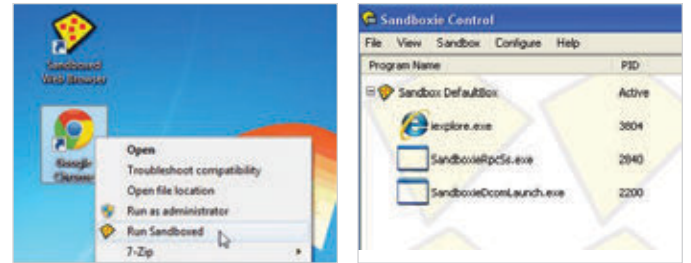 Sandboxed
Web Browser
Google
Chrome
Open
Troubleshoot compatibility
Open file location
Run as administrator
Run Sandboxed
7-Zip
Sandboxie Control
File View Sandbox Configure Help
Program Name PID
Sandbox DefaultBox Active
iexplore.exe 3604
SandboxieRpcSs.exe 2840
SandboxieDcomLaunch.exe 2200